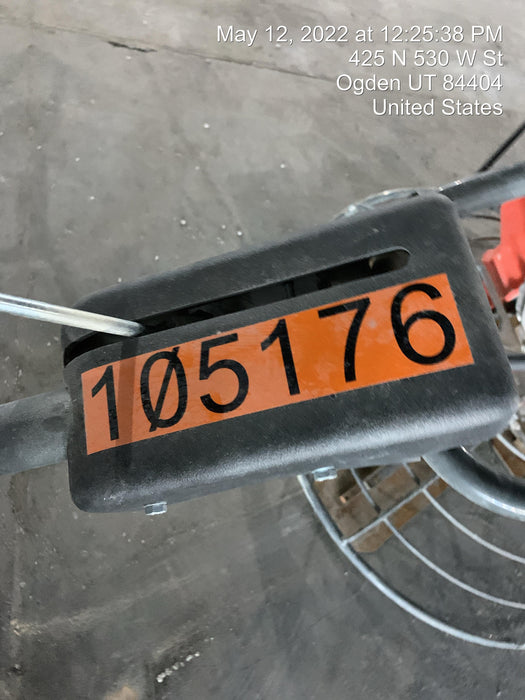 May 12, 2022 at 12:25:38 PM
425 N 530 W St
Ogden UT 84404
United States
1Ø5176